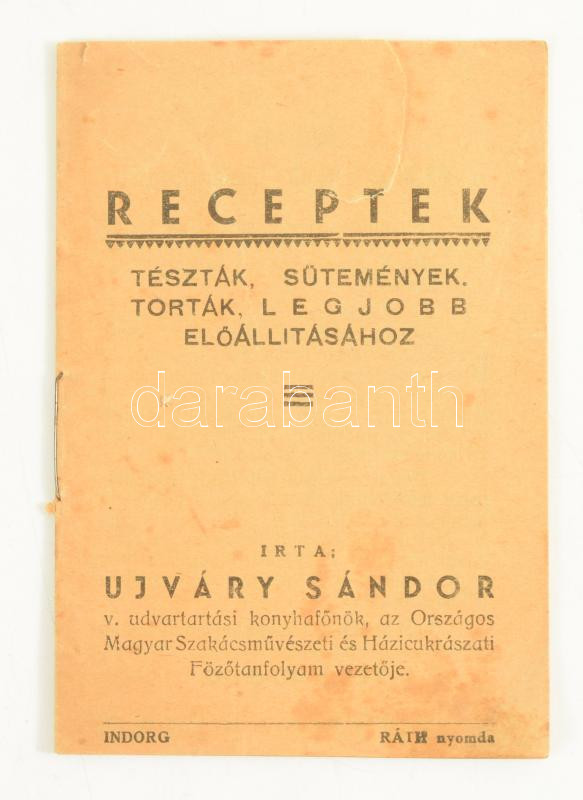 RECEPTEK
TÉSZTÁK, SÜTEMÉNYEK.
TORTÁK, LEGJOBB
ELŐÁLLITÁSÁHOZ
darabanth
IRTA;
UJVÁRY SÁNDOR
v. udvartartási konyhafőnök, az Országos
Magyar Szakácsművészeti és Házicukrászati
Főzőtanfolyam vezetője.
INDORG RÁTH nyomda